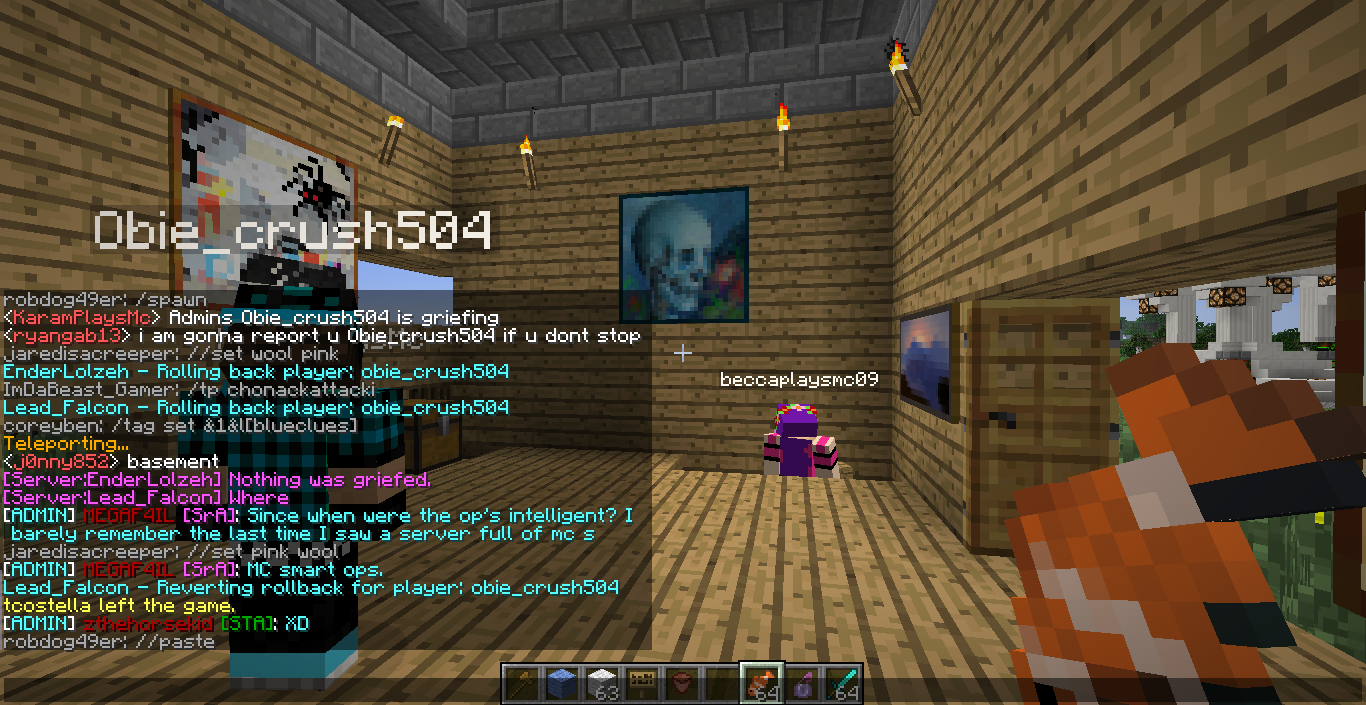 Obie_crush504
robdog49er: /spawn
<KaramPlaysMc> Admins Obie_crush504 is griefing
<ryangab13> i am gonna report u Obie_crush504 if u dont stop
jaredisacreeper: //set wool pink
EnderLolzeh - Rolling back player: obie_crush504
ImDaBeast_Gamer: /tp chonackattacki
Lead_Falcon - Rolling back player: obie_crush504
coreyben: /tag set &1&l[blueclues]
Teleporting...
<j0nny852> basement
[Server:EnderLolzeh] Nothing was griefed.
[Server:Lead_Falcon] Where
[ADMIN] MEGAF4IL [SrA]: Since when were the op's intelligent? I
barely remember the last time I saw a server full of mc s
jaredisacreeper: //set pink wool
[ADMIN] MEGAF4IL [SrA]: MC smart ops.
Lead_Falcon - Reverting rollback for player: obie_crush504
tcostella left the game.
[ADMIN] zthehorsekid [STA]: XD
robdog49er: //paste
beccaplaysmc09
63
64
64